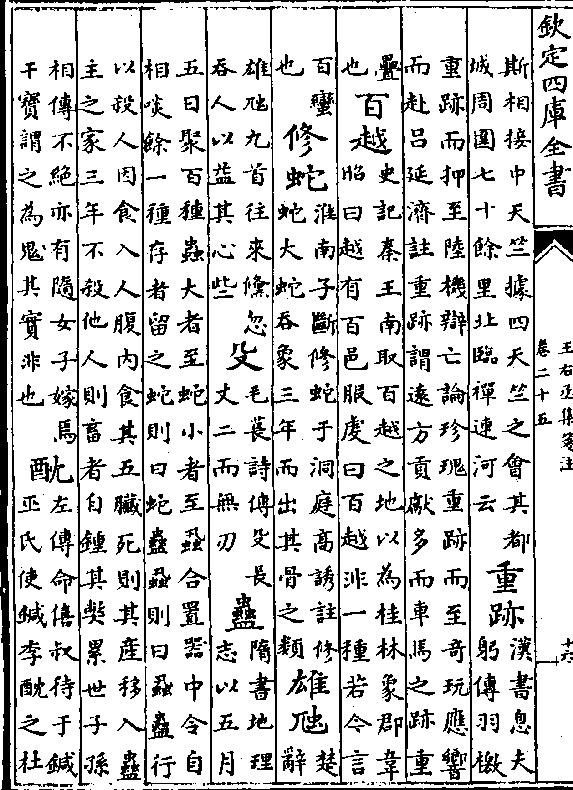 欽定四庫全書
王右丞集箋注
卷二十五
十六
斯相接中天竺據四天竺之會其都
城周圍七十餘里北臨禪連河云
重跡
漢書息夫
躬傳羽檄
重跡而押至陸機辯亡論珍瑰重跡而至奇玩應響
而赴呂延濟註重跡謂遠方貢獻多而車馬之跡重
疊
也
百越
史記秦王南取百越之地以為桂林象郡韋
昭曰越有百邑服虔曰百越非一種若今言
百蠻
也
修蛇
淮南子斷修蛇于洞庭高誘註修
蛇大蛇吞象三年而出其骨之類
雄虺
楚
辭
雄虺九首往來儵忽
吞人以益其心些
殳
毛萇詩傳殳長
丈二而無刃
蠱
隋書地理
志以五月
五日聚百種蟲大者至蛇小者至蝨合置器中令自
相啖餘一種存者留之蛇則曰蛇蠱蝨則曰蝨蠱行
以殺人因食入人腹內食其五臟死則其產移入蠱
主之家三年不殺他人則畜者自鍾其弊累世子孫
相傳不絕亦有隨女子嫁焉
干寶謂之為鬼其實非也
酖
左傳命僖叔待于鍼
巫氏使鍼季酖之杜